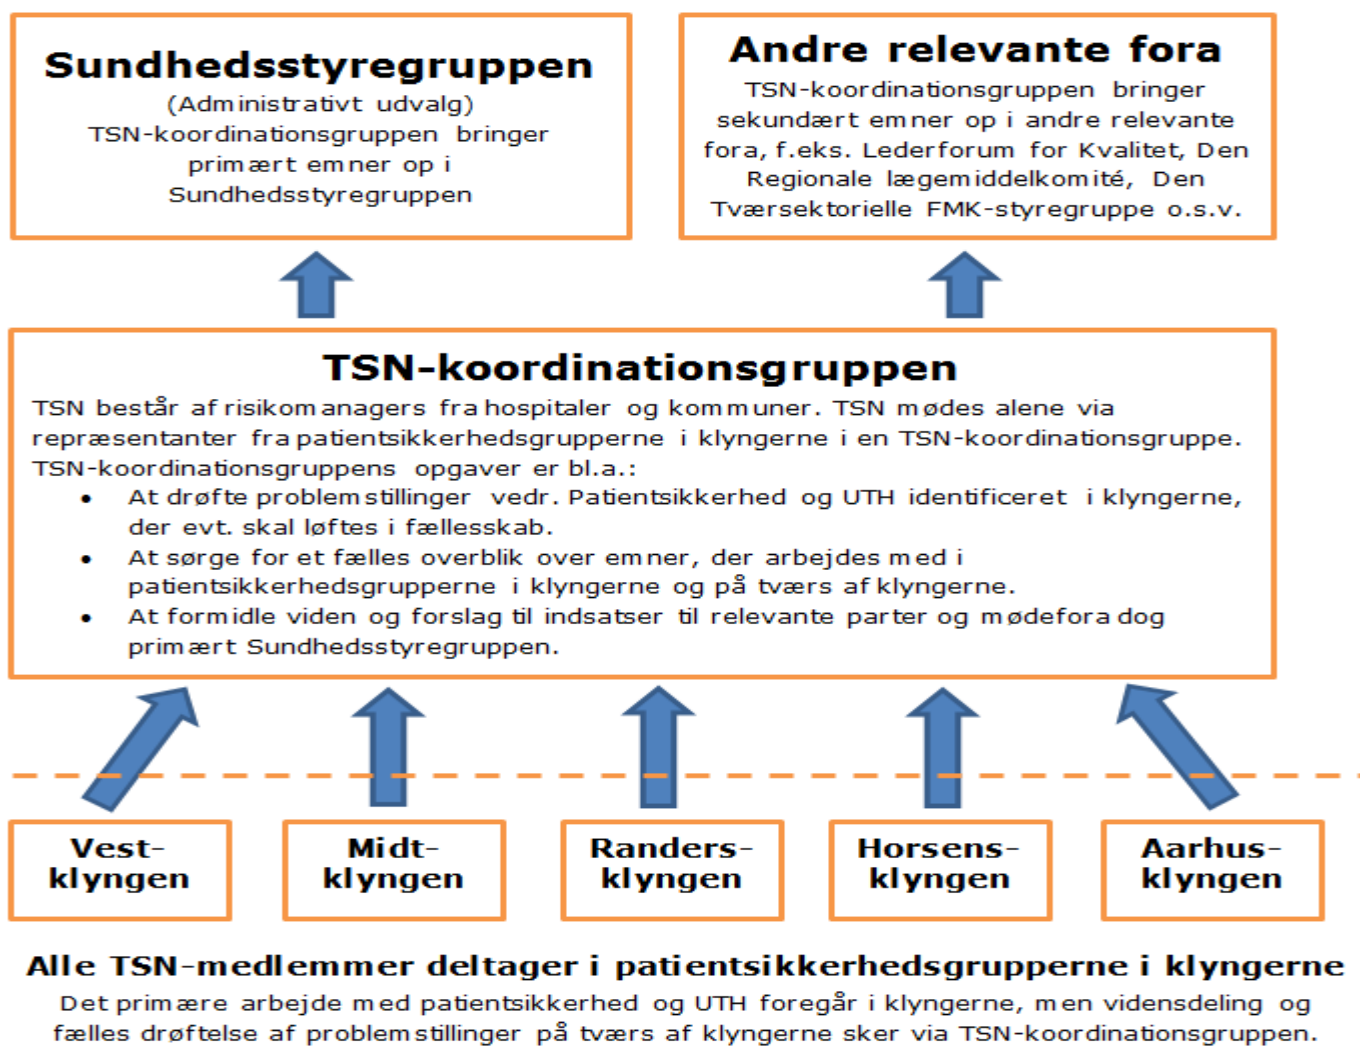 Sundhedsstyregruppen
(Administrativt udvalg)
TSN-koordinationsgruppen bringer
primært emner op i
Sundhedsstyregruppen
Andre relevante fora
TSN-koordinationsgruppen bringer
sekundært emner op i andre relevante
fora, f.eks. Lederforum for Kvalitet, Den
Regionale lægemiddelkomité, Den
Tværsektorielle FMK-styregruppe o.s.v.
TSN-koordinationsgruppen
TSN består af risikomanagers fra hospitaler og kommuner. TSN mødes alene via
repræsentanter fra patientsikkerhedsgrupperne i klyngerne i en TSN-koordinationsgruppe.
TSN-koordinationsgruppens opgaver er bl.a.:
• At drøfte problemstillinger vedr. Patientsikkerhed og UTH identificeret i klyngerne,
der evt. skal løftes i fællesskab.
• At sørge for et fælles overblik over emner, der arbejdes med i
patientsikkerhedsgrupperne i klyngerne og på tværs af klyngerne.
• At formidle viden og forslag til indsatser til relevante parter og mødefora dog
primært Sundhedsstyregruppen.
Vest-
klyngen
Midt-
klyngen
Randers-
klyngen
Horsens-
klyngen
Aarhus-
klyngen
Alle TSN-medlemmer deltager i patientsikkerhedsgrupperne i klyngerne
Det primære arbejde med patientsikkerhed og UTH foregår i klyngerne, men vidensdeling og
fælles drøftelse af problemstillinger på tværs af klyngerne sker via TSN-koordinationsgruppen.